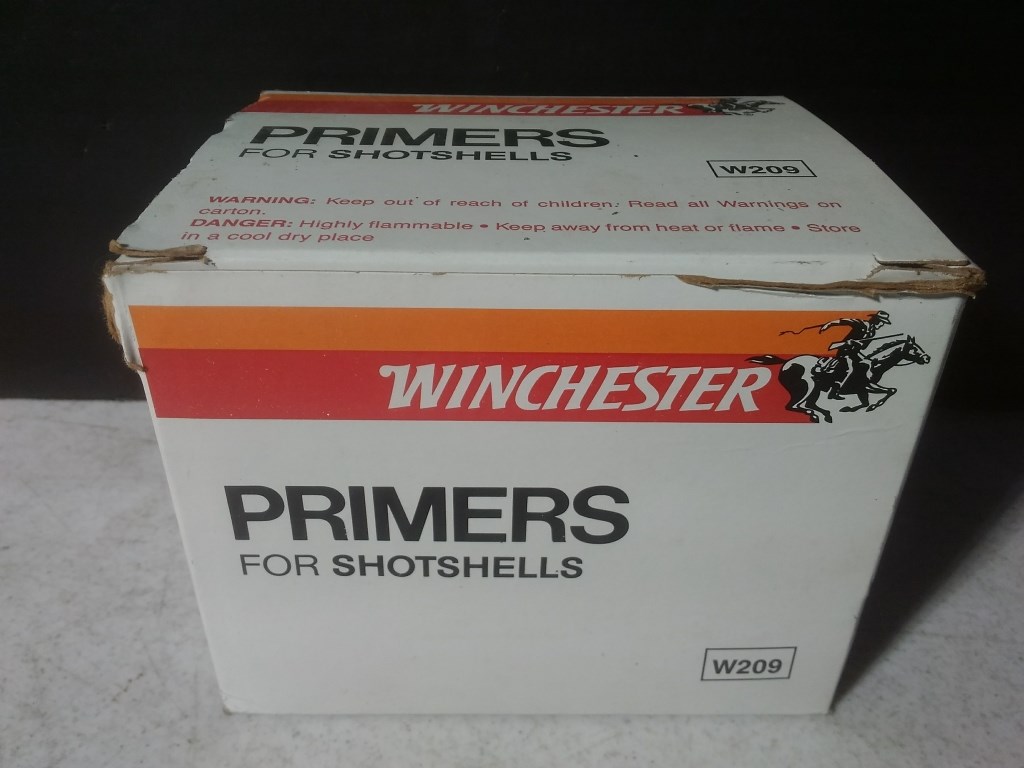 WINCHESTER
PRIMERS
FOR SHOTSHELLS
W209
WARNING: Keep out of reach of children. Read all Warnings on
carton.
DANGER: Highly flammable • Keep away from heat or flame • Store
in a cool dry place
WINCHESTER
PRIMERS
FOR SHOTSHELLS
W209